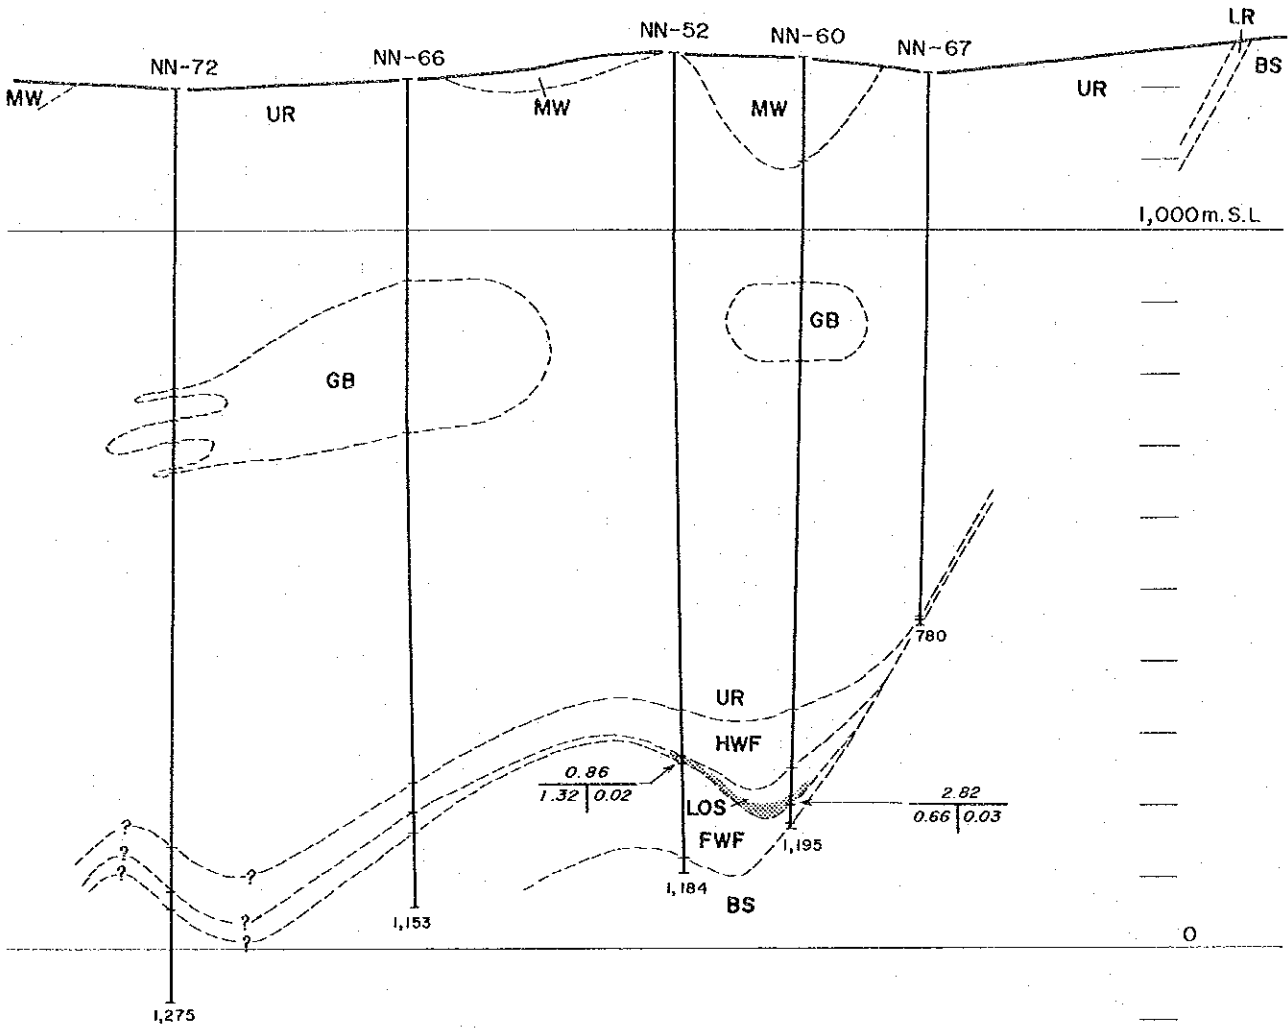 LR
NN-52
NN-60
NN-66
NN-67
NN-72
BS
MW
UR
MW
MW
UR
1,000 m. S.L
GB
GB
780
UR
HWF
0.86
1.32 | 0.02
2.82
0.66 | 0.03
LOS
FWF
?
?
?
?
?
?
1,195
1,184
BS
1,153
0
1,275